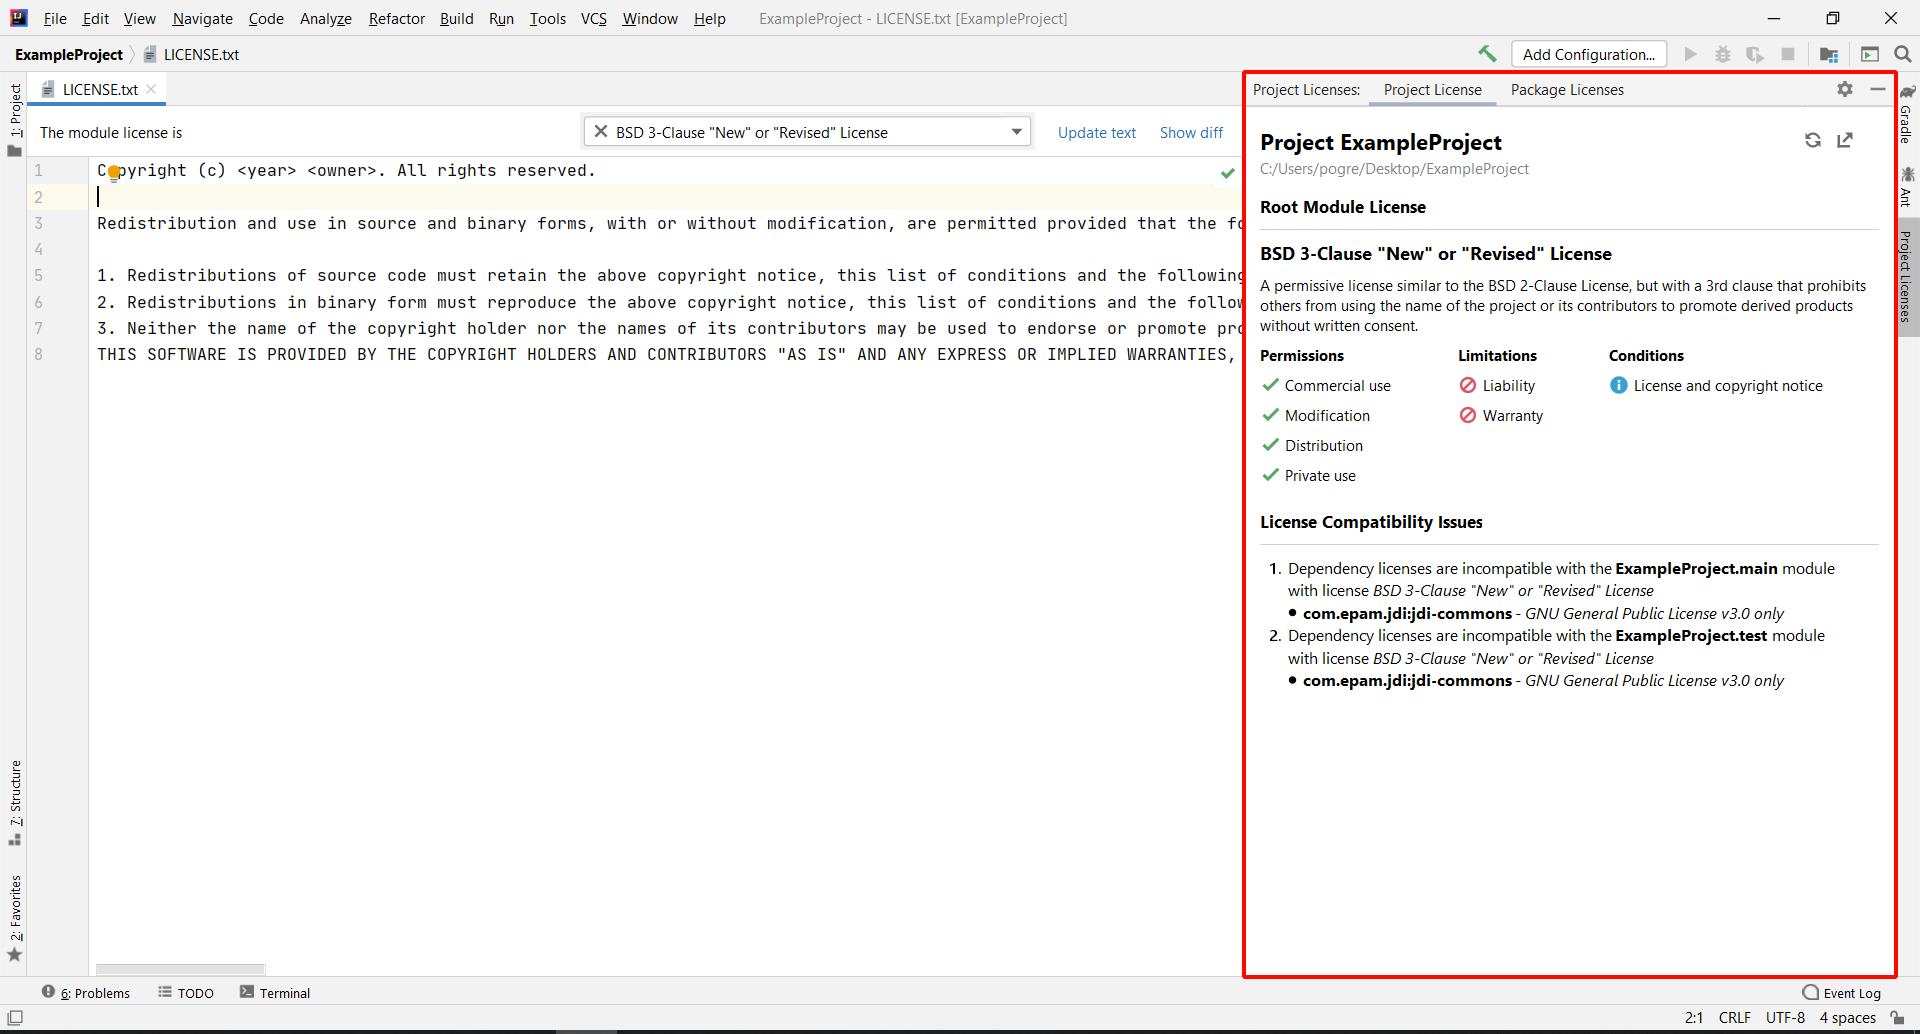 File Edit View Navigate Code Analyze Refactor Build Run Tools VCS Window Help ExampleProject - LICENSE.txt [ExampleProject]
ExampleProject LICENSE.txt Add Configuration...
1: Project
LICENSE.txt
The module license is BSD 3-Clause "New" or "Revised" License Update text Show diff
1 Copyright (c) <year> <owner>. All rights reserved.
2
3 Redistribution and use in source and binary forms, with or without modification, are permitted provided that the fo
4
5 1. Redistributions of source code must retain the above copyright notice, this list of conditions and the following
6 2. Redistributions in binary form must reproduce the above copyright notice, this list of conditions and the follow
7 3. Neither the name of the copyright holder nor the names of its contributors may be used to endorse or promote pro
8 THIS SOFTWARE IS PROVIDED BY THE COPYRIGHT HOLDERS AND CONTRIBUTORS "AS IS" AND ANY EXPRESS OR IMPLIED WARRANTIES,
Project Licenses: Project License Package Licenses
Project ExampleProject
C:/Users/pogre/Desktop/ExampleProject
Root Module License
BSD 3-Clause "New" or "Revised" License
A permissive license similar to the BSD 2-Clause License, but with a 3rd clause that prohibits
others from using the name of the project or its contributors to promote derived products
without written consent.
Permissions Limitations Conditions
Commercial use Liability License and copyright notice
Modification Warranty
Distribution
Private use
License Compatibility Issues
1. Dependency licenses are incompatible with the ExampleProject.main module
with license BSD 3-Clause "New" or "Revised" License
• com.epam.jdi:jdi-commons - GNU General Public License v3.0 only
2. Dependency licenses are incompatible with the ExampleProject.test module
with license BSD 3-Clause "New" or "Revised" License
• com.epam.jdi:jdi-commons - GNU General Public License v3.0 only
Gradle
Ant
Project Licenses
7: Structure
2: Favorites
6: Problems TODO Terminal Event Log
2:1 CRLF UTF-8 4 spaces